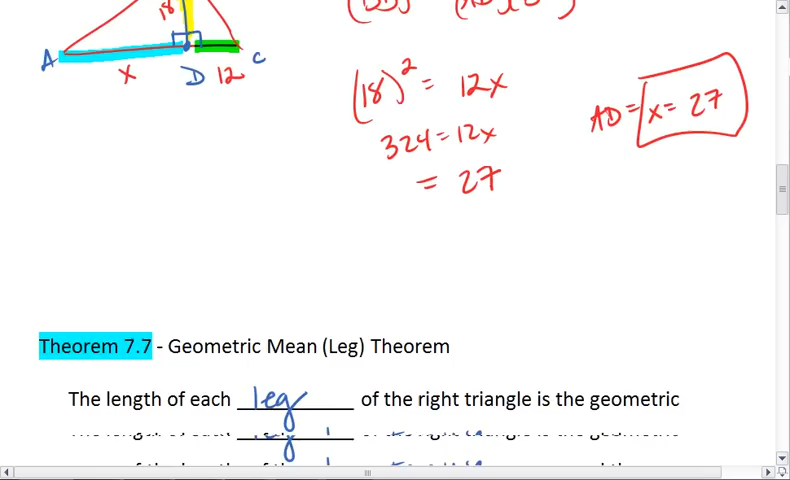 18
A
x
D
12
C
(18)² = 12x
324 = 12x
= 27
AD = x = 27
Theorem 7.7 - Geometric Mean (Leg) Theorem
The length of each leg of the right triangle is the geometric